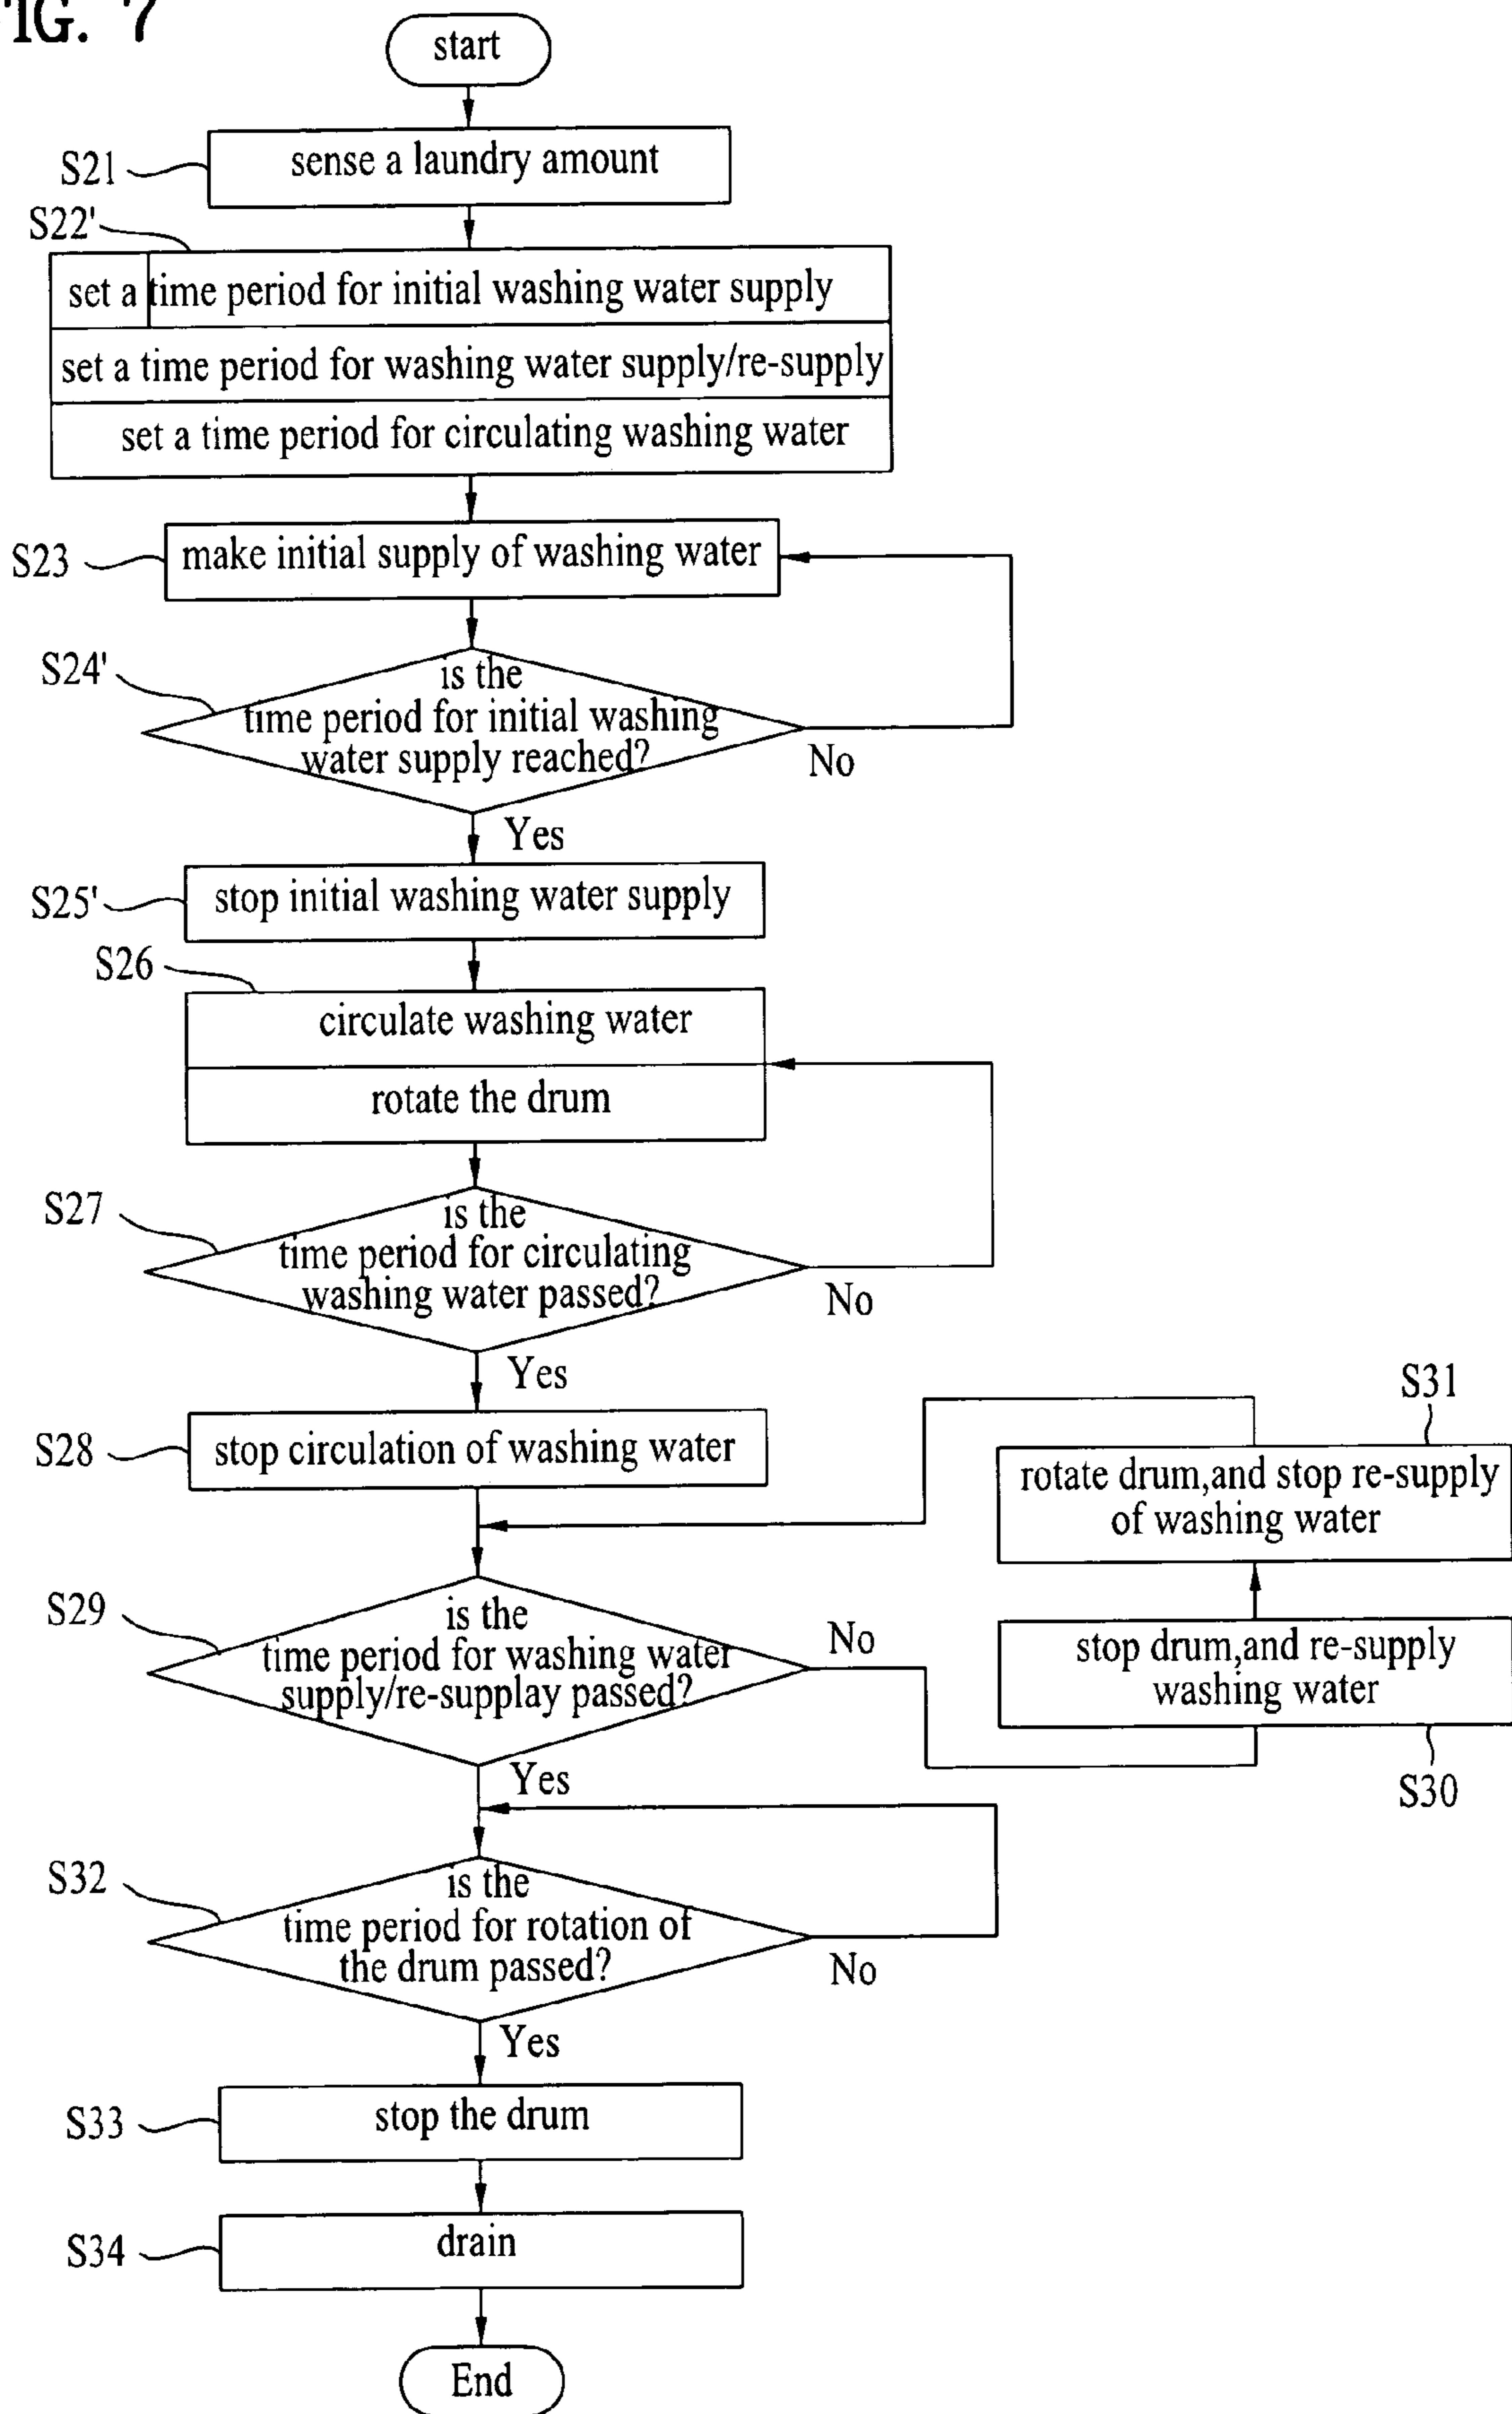 FIG. 7
start
S21
sense a laundry amount
S22'
set a time period for initial washing water supply
set a time period for washing water supply/re-supply
set a time period for circulating washing water
S23
make initial supply of washing water
S24'
is the
time period for initial washing
water supply reached?
No
Yes
S25'
stop initial washing water supply
S26
circulate washing water
rotate the drum
S27
is the
time period for circulating
washing water passed?
No
Yes
S28
stop circulation of washing water
S31
rotate drum,and stop re-supply
of washing water
S29
is the
time period for washing water
supply/re-supplay passed?
No
Yes
stop drum,and re-supply
washing water
S30
S32
is the
time period for rotation of
the drum passed?
No
Yes
S33
stop the drum
S34
drain
End